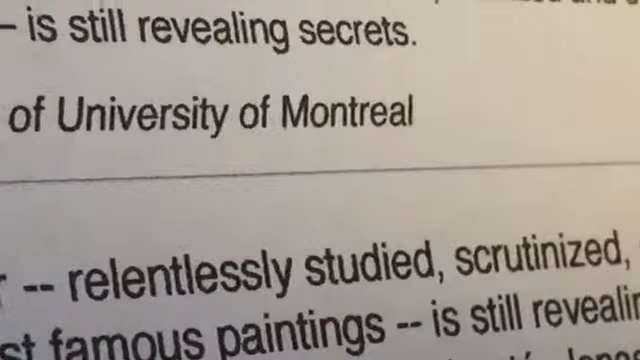 – is still revealing secrets.
of University of Montreal
-- relentlessly studied, scrutinized,
st famous paintings -- is still revealin